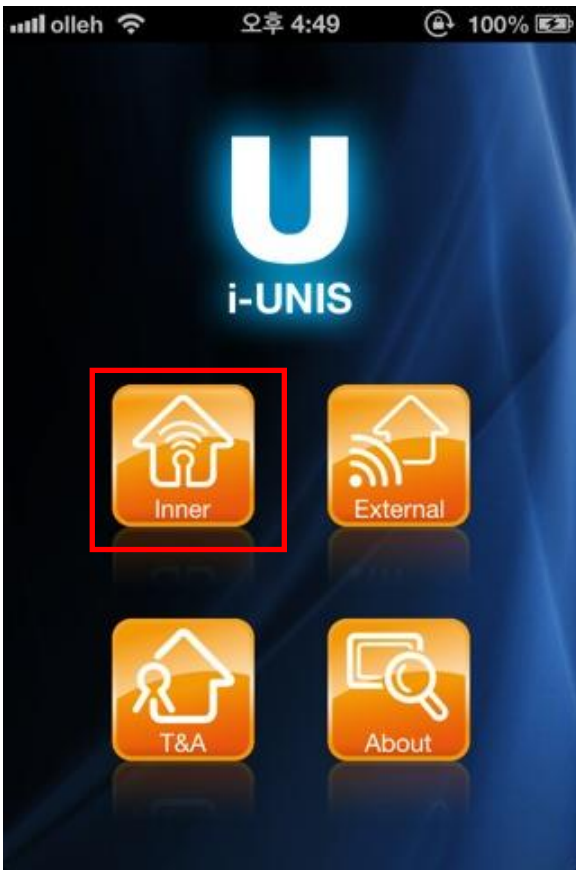 olleh 오후 4:49 100%
U
i-UNIS
Inner External
T&A About